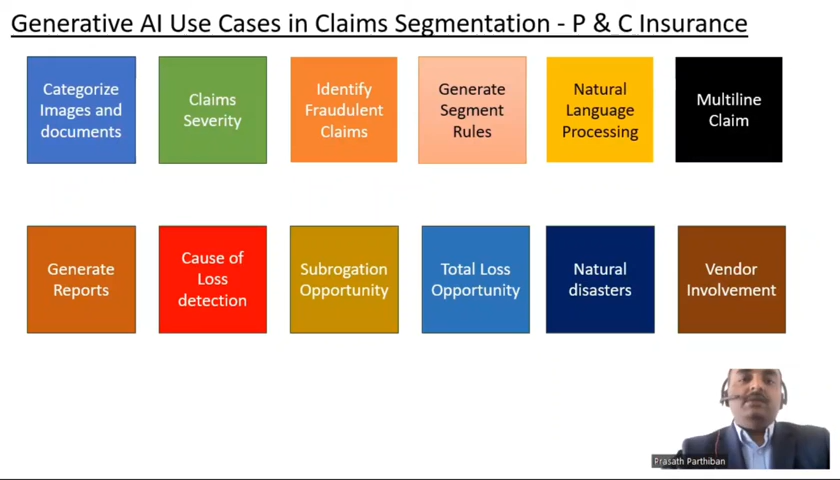 Generative AI Use Cases in Claims Segmentation - P & C Insurance
Categorize
Images and
documents
Claims
Severity
Identify
Fraudulent
Claims
Generate
Segment
Rules
Natural
Language
Processing
Multiline
Claim
Generate
Reports
Cause of
Loss
detection
Subrogation
Opportunity
Total Loss
Opportunity
Natural
disasters
Vendor
Involvement
Prasath Parthiban